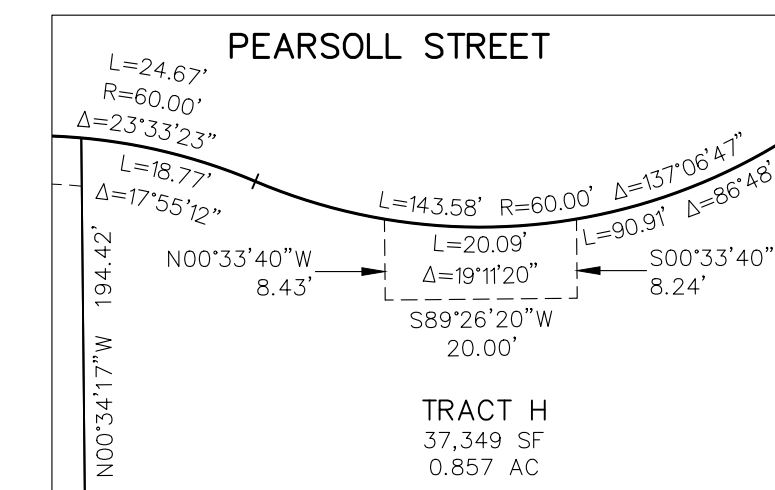 PEARSOLL STREET
L=24.67'
R=60.00'
Δ=23°33'23"
L=18.77'
Δ=17°55'12"
L=143.58' R=60.00' Δ=137°06'47"
L=90.91' Δ=86°48'
L=20.09'
Δ=19°11'20"
N00°33'40"W
8.43'
S00°33'40"
8.24'
S89°26'20"W
20.00'
N00°34'17"W 194.42'
TRACT H
37,349 SF
0.857 AC